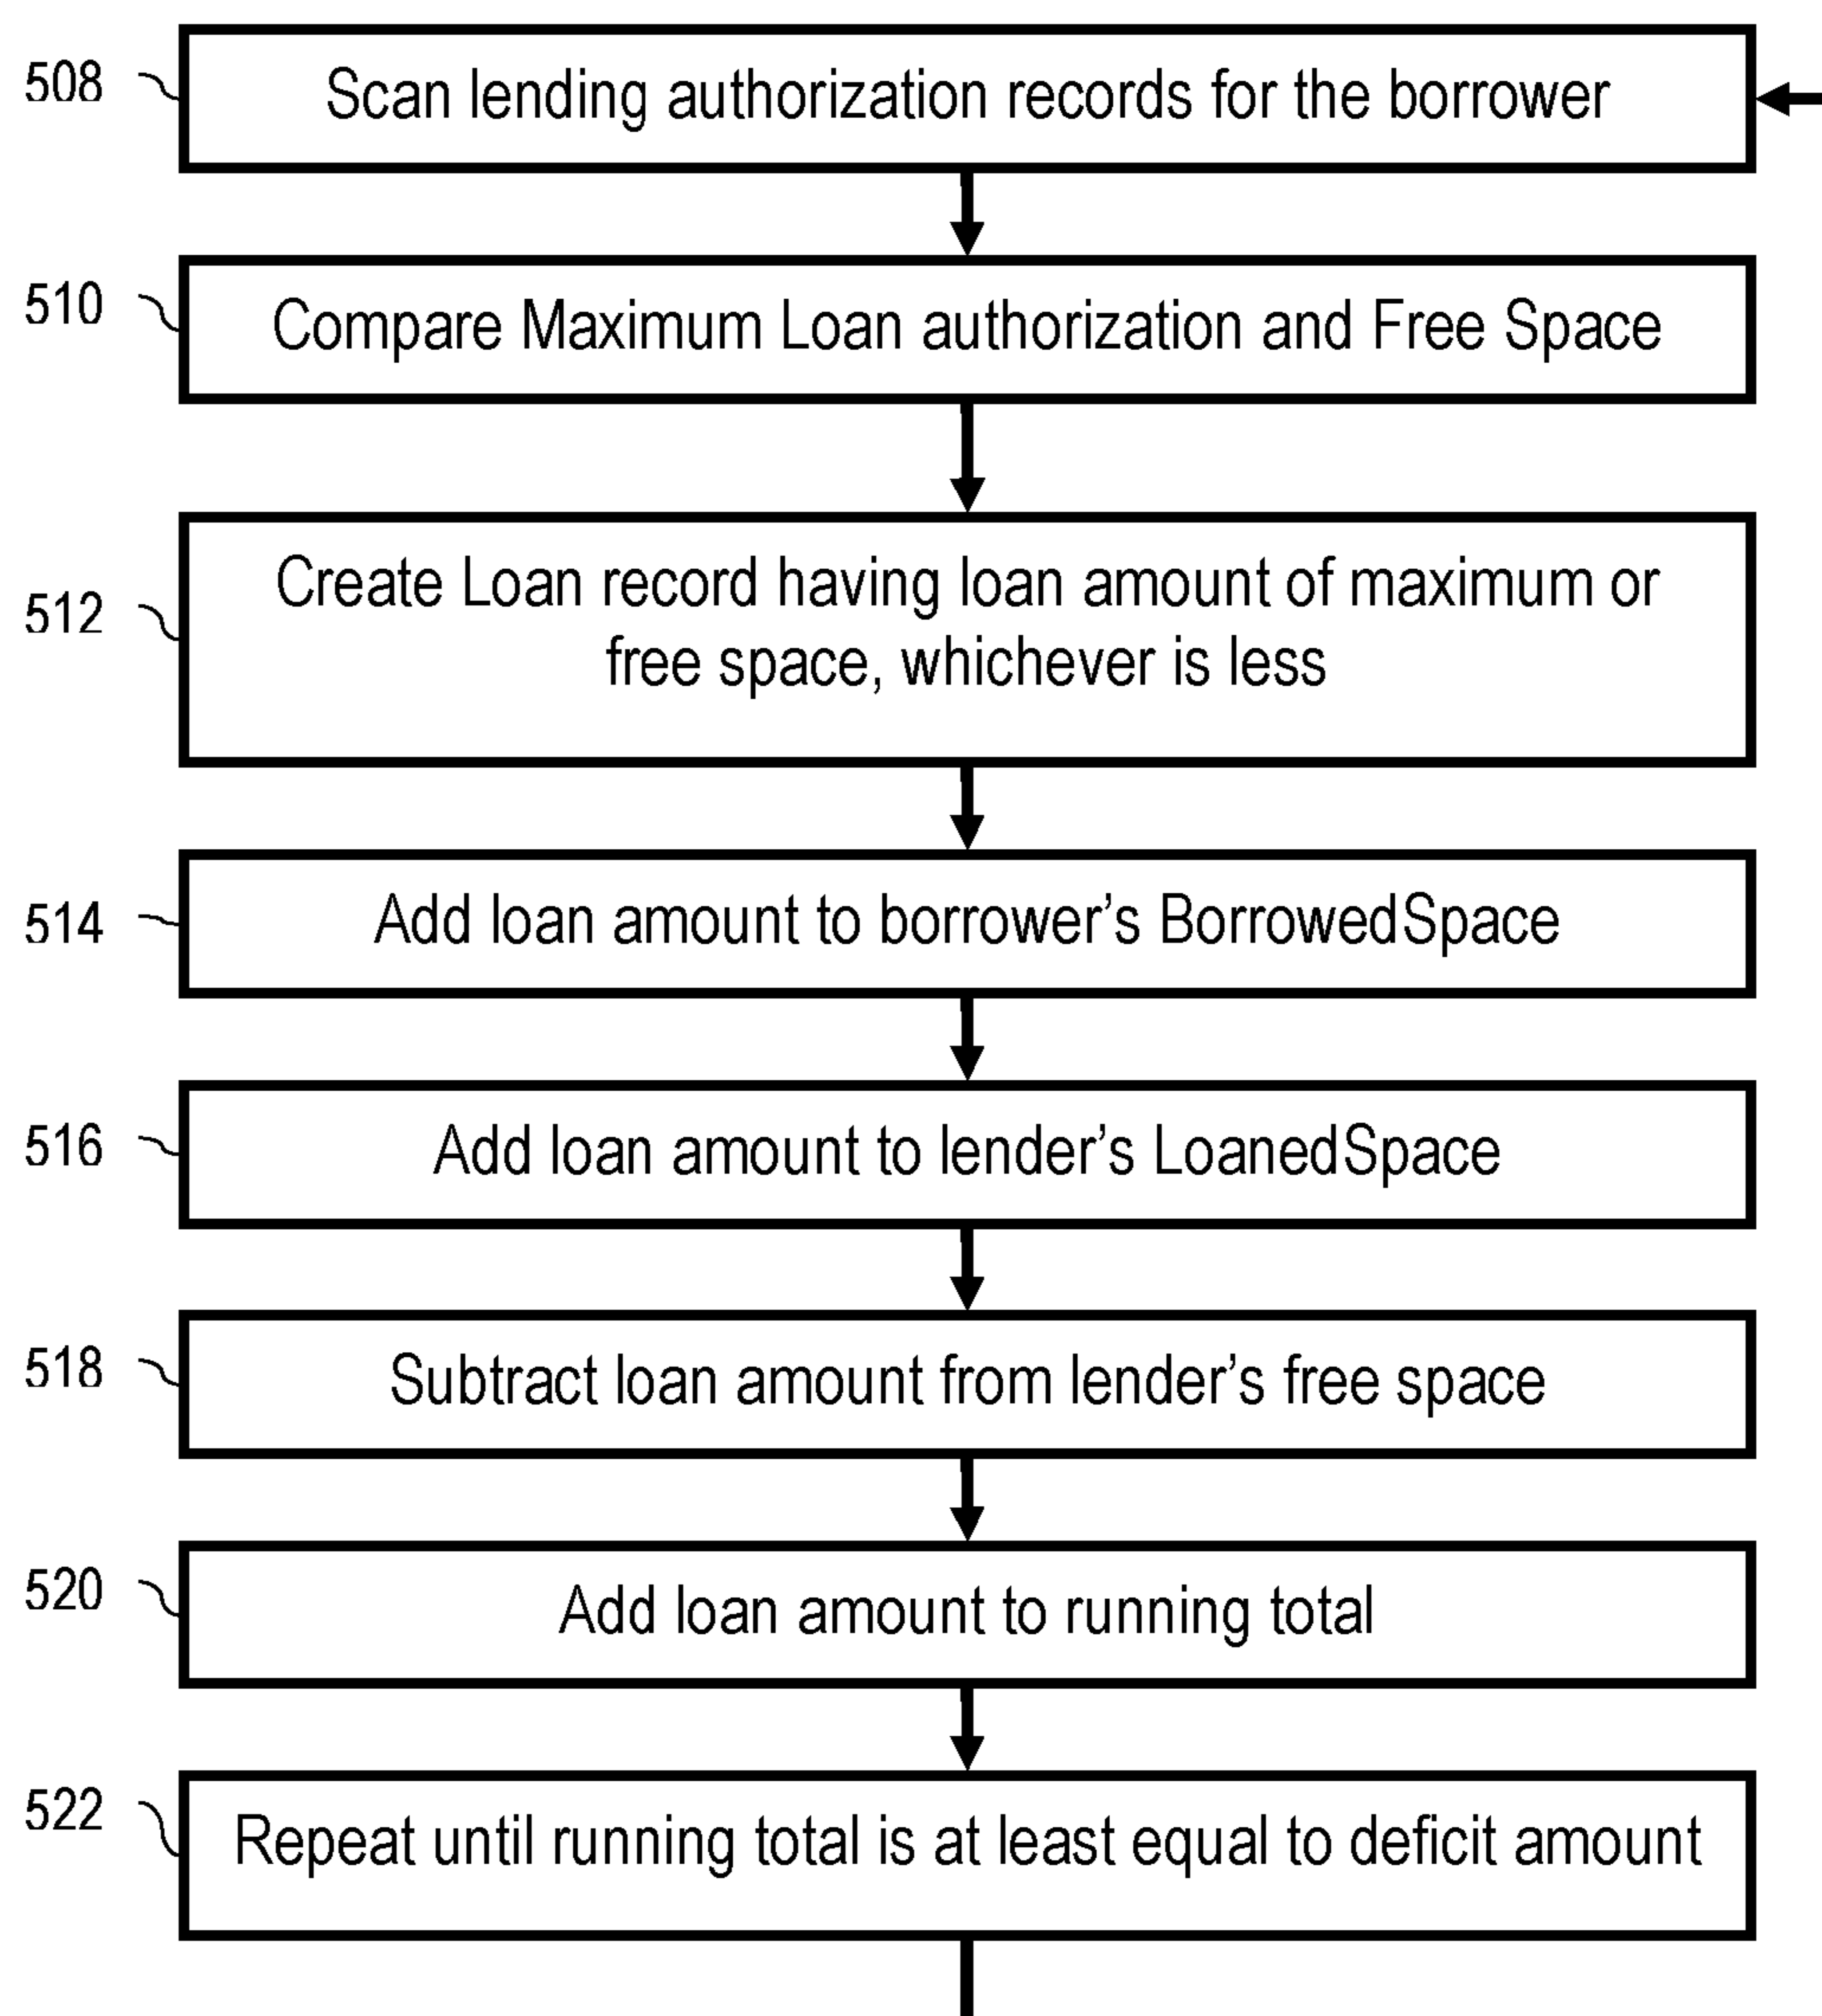 508
Scan lending authorization records for the borrower
510
Compare Maximum Loan authorization and Free Space
512
Create Loan record having loan amount of maximum or
free space, whichever is less
514
Add loan amount to borrower’s BorrowedSpace
516
Add loan amount to lender’s LoanedSpace
518
Subtract loan amount from lender’s free space
520
Add loan amount to running total
522
Repeat until running total is at least equal to deficit amount